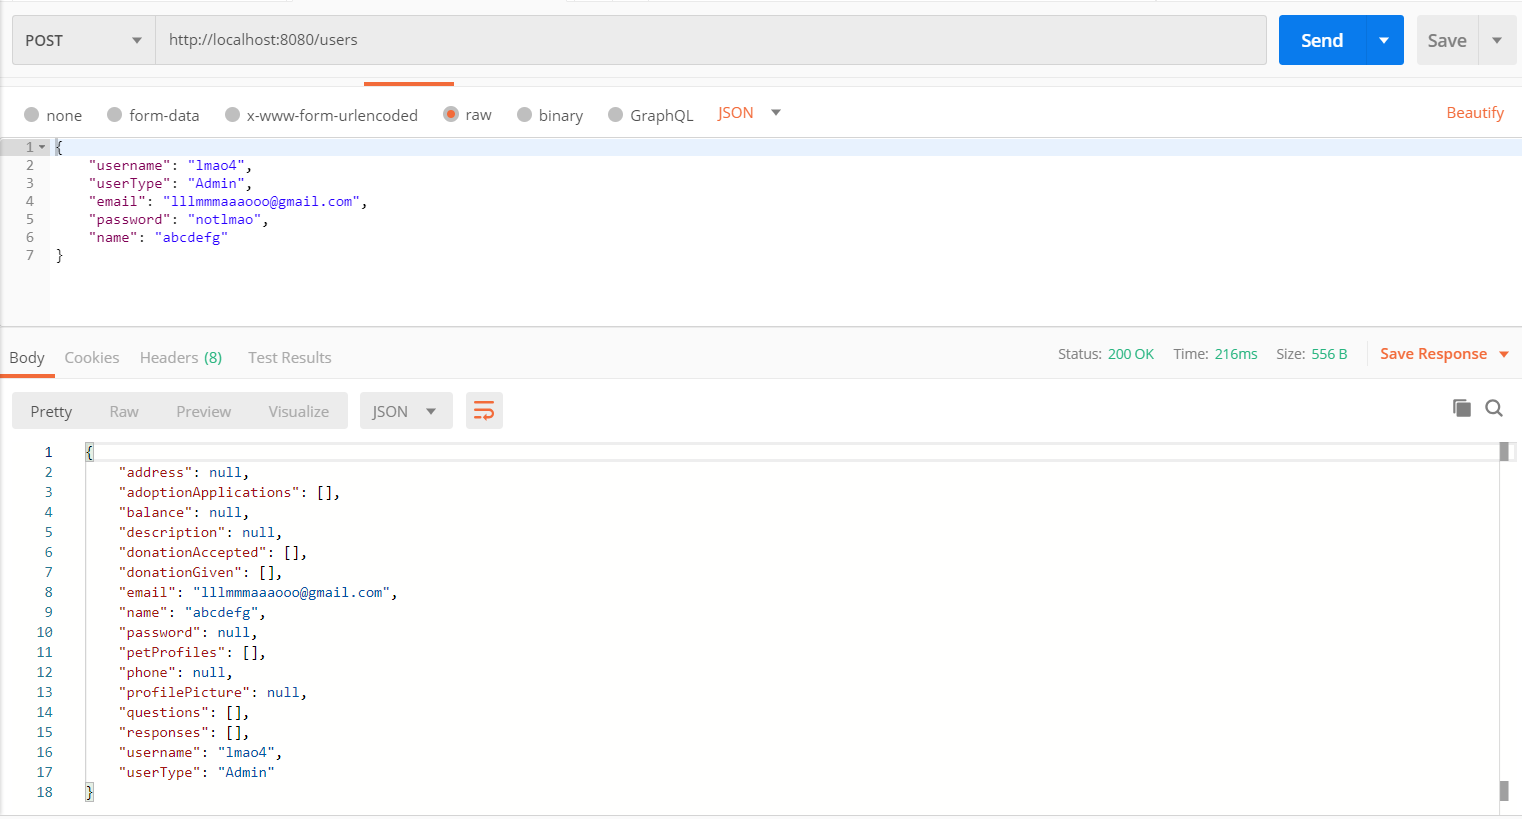 POST http://localhost:8080/users Send Save
none form-data x-www-form-urlencoded raw binary GraphQL JSON Beautify
1 {
2 "username": "lmao4",
3 "userType": "Admin",
4 "email": "lllmmmaaaooo@gmail.com",
5 "password": "notlmao",
6 "name": "abcdefg"
7 }
Body Cookies Headers (8) Test Results Status: 200 OK Time: 216ms Size: 556 B Save Response
Pretty Raw Preview Visualize JSON
1 {
2 "address": null,
3 "adoptionApplications": [],
4 "balance": null,
5 "description": null,
6 "donationAccepted": [],
7 "donationGiven": [],
8 "email": "lllmmmaaaooo@gmail.com",
9 "name": "abcdefg",
10 "password": null,
11 "petProfiles": [],
12 "phone": null,
13 "profilePicture": null,
14 "questions": [],
15 "responses": [],
16 "username": "lmao4",
17 "userType": "Admin"
18 }